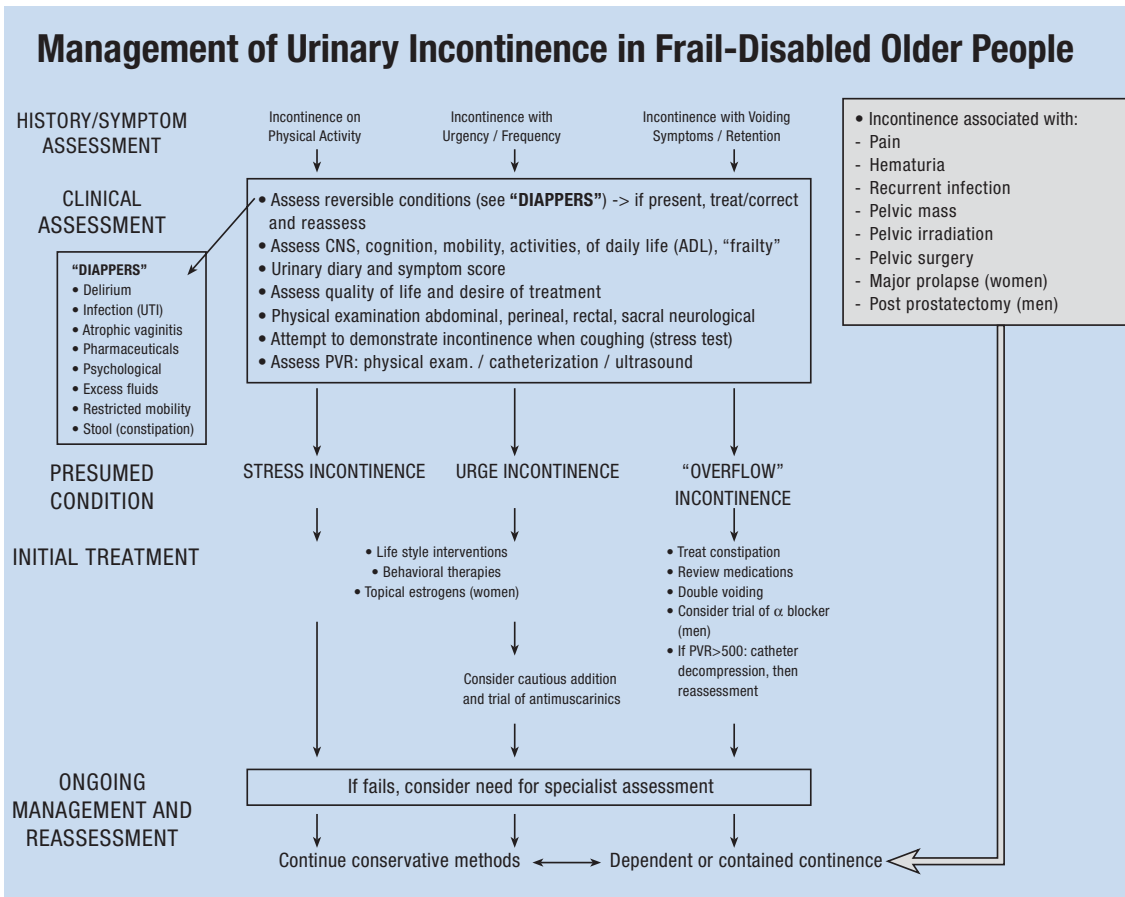 Management of Urinary Incontinence in Frail-Disabled Older People
HISTORY/SYMPTOM
ASSESSMENT
Incontinence on
Physical Activity
Incontinence with
Urgency / Frequency
Incontinence with Voiding
Symptoms / Retention
• Incontinence associated with:
- Pain
- Hematuria
- Recurrent infection
- Pelvic mass
- Pelvic irradiation
- Pelvic surgery
- Major prolapse (women)
- Post prostatectomy (men)
CLINICAL
ASSESSMENT
• Assess reversible conditions (see “DIAPPERS”) -> if present, treat/correct
and reassess
• Assess CNS, cognition, mobility, activities, of daily life (ADL), “frailty”
• Urinary diary and symptom score
• Assess quality of life and desire of treatment
• Physical examination abdominal, perineal, rectal, sacral neurological
• Attempt to demonstrate incontinence when coughing (stress test)
• Assess PVR: physical exam. / catheterization / ultrasound
“DIAPPERS”
• Delirium
• Infection (UTI)
• Atrophic vaginitis
• Pharmaceuticals
• Psychological
• Excess fluids
• Restricted mobility
• Stool (constipation)
PRESUMED
CONDITION
STRESS INCONTINENCE
URGE INCONTINENCE
“OVERFLOW”
INCONTINENCE
INITIAL TREATMENT
• Life style interventions
• Behavioral therapies
• Topical estrogens (women)
Consider cautious addition
and trial of antimuscarinics
• Treat constipation
• Review medications
• Double voiding
• Consider trial of α blocker
(men)
• If PVR>500: catheter
decompression, then
reassessment
ONGOING
MANAGEMENT AND
REASSESSMENT
If fails, consider need for specialist assessment
Continue conservative methods
Dependent or contained continence